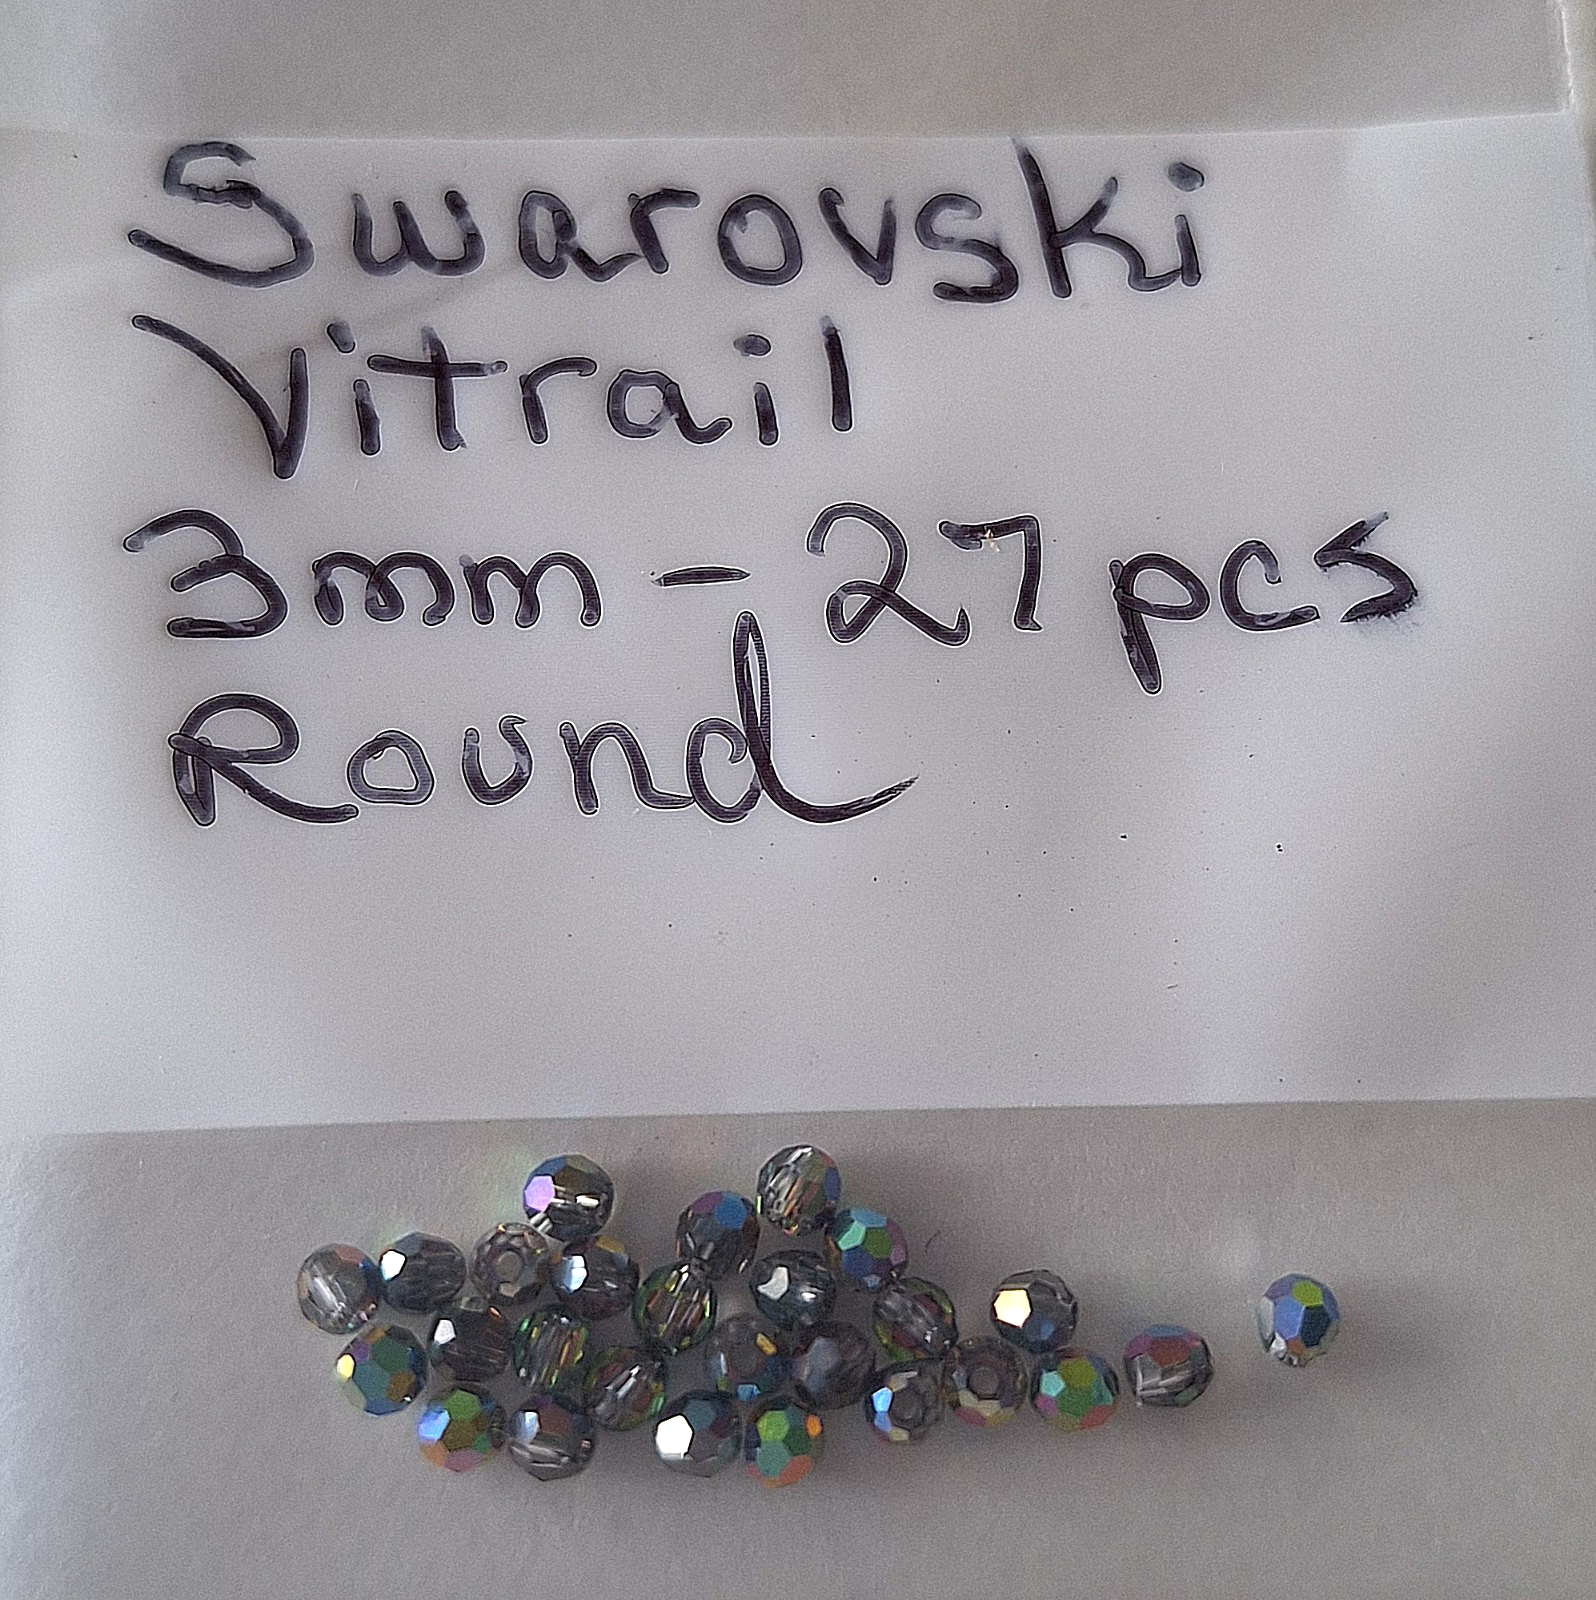 Swarovski
Vitrail
3mm - 27 pcs
Round